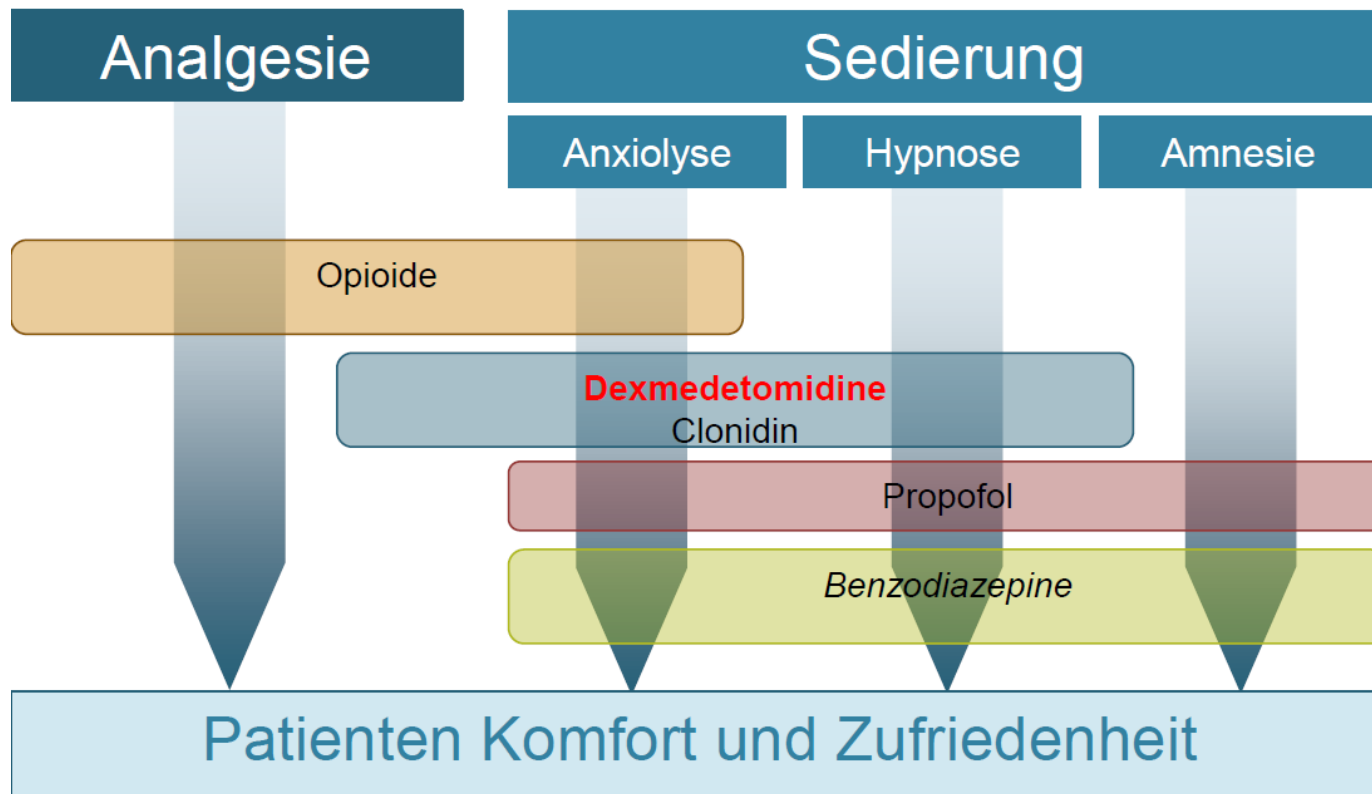 Analgesie
Sedierung
Anxiolyse
Hypnose
Amnesie
Opioide
Dexmedetomidine
Clonidin
Propofol
Benzodiazepine
Patienten Komfort und Zufriedenheit